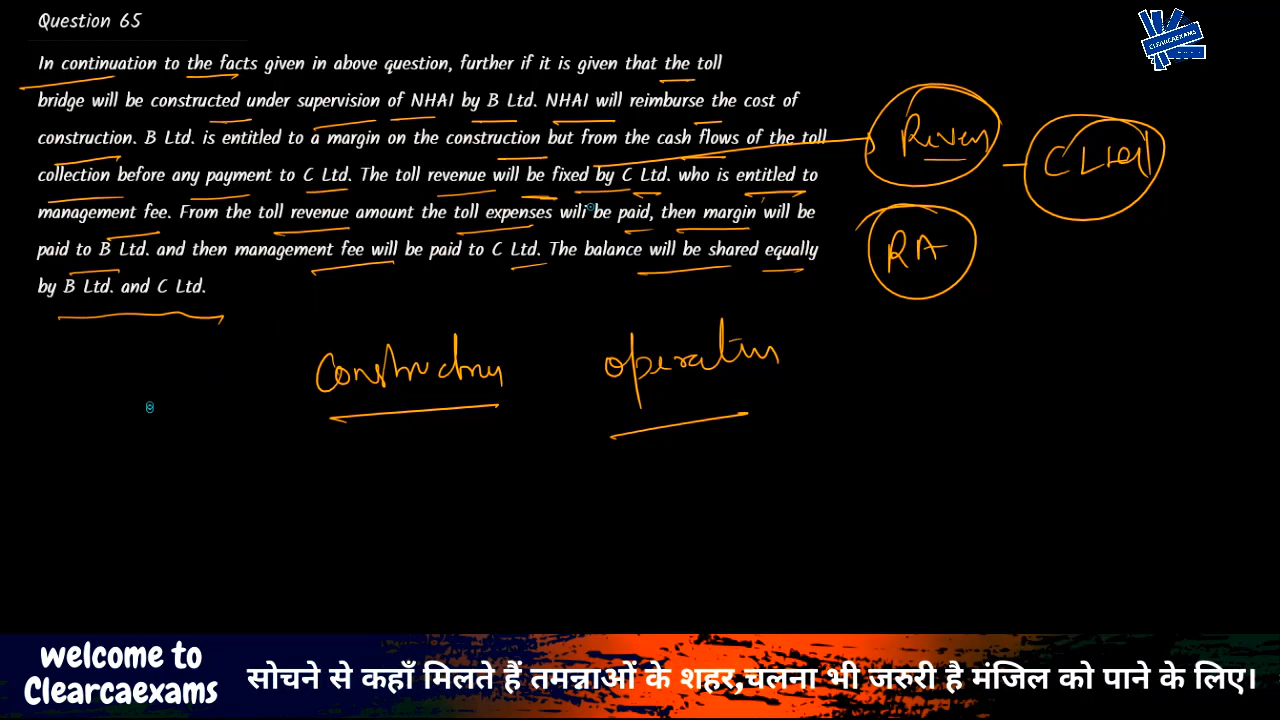 Question 65
CLEARCAEXAMS
In continuation to the facts given in above question, further if it is given that the toll
bridge will be constructed under supervision of NHAI by B Ltd. NHAI will reimburse the cost of
construction. B Ltd. is entitled to a margin on the construction but from the cash flows of the toll
collection before any payment to C Ltd. The toll revenue will be fixed by C Ltd. who is entitled to
management fee. From the toll revenue amount the toll expenses will be paid, then margin will be
paid to B Ltd. and then management fee will be paid to C Ltd. The balance will be shared equally
by B Ltd. and C Ltd.
C Ltd
RA
Construction
operation
welcome to
Clearcaexams
सोचने से कहाँ मिलते हैं तमन्नाओं के शहर,चलना भी जरुरी है मंजिल को पाने के लिए।